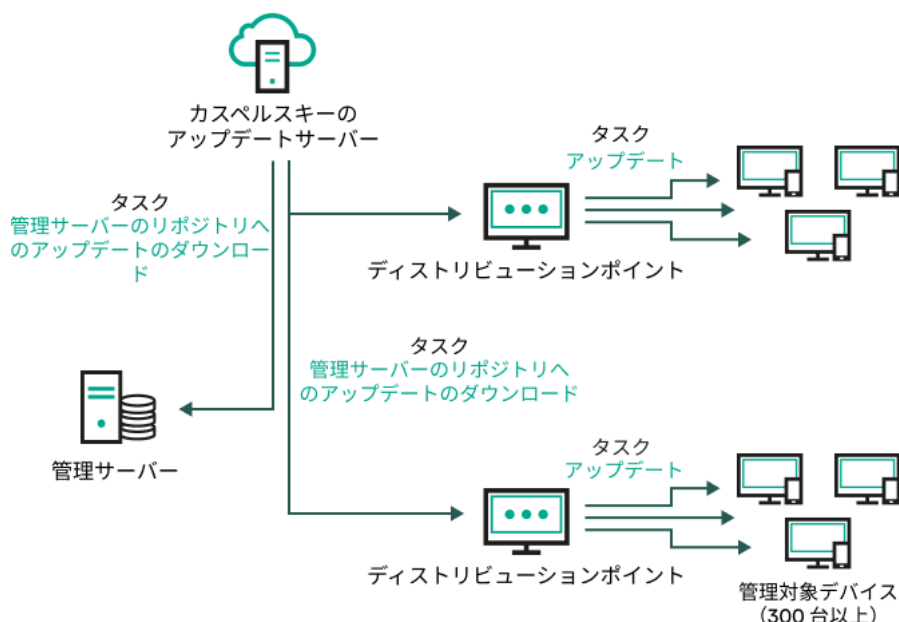 カスペルスキーの
アップデートサーバー
タスク
アップデート
タスク
管理サーバーのリポジトリへ
のアップデートのダウンロー
ド
ディストリビューションポイント
タスク
管理サーバーのリポジトリへ
のアップデートのダウンロード
管理サーバー
タスク
アップデート
ディストリビューションポイント
管理対象デバイス
（300 台以上）